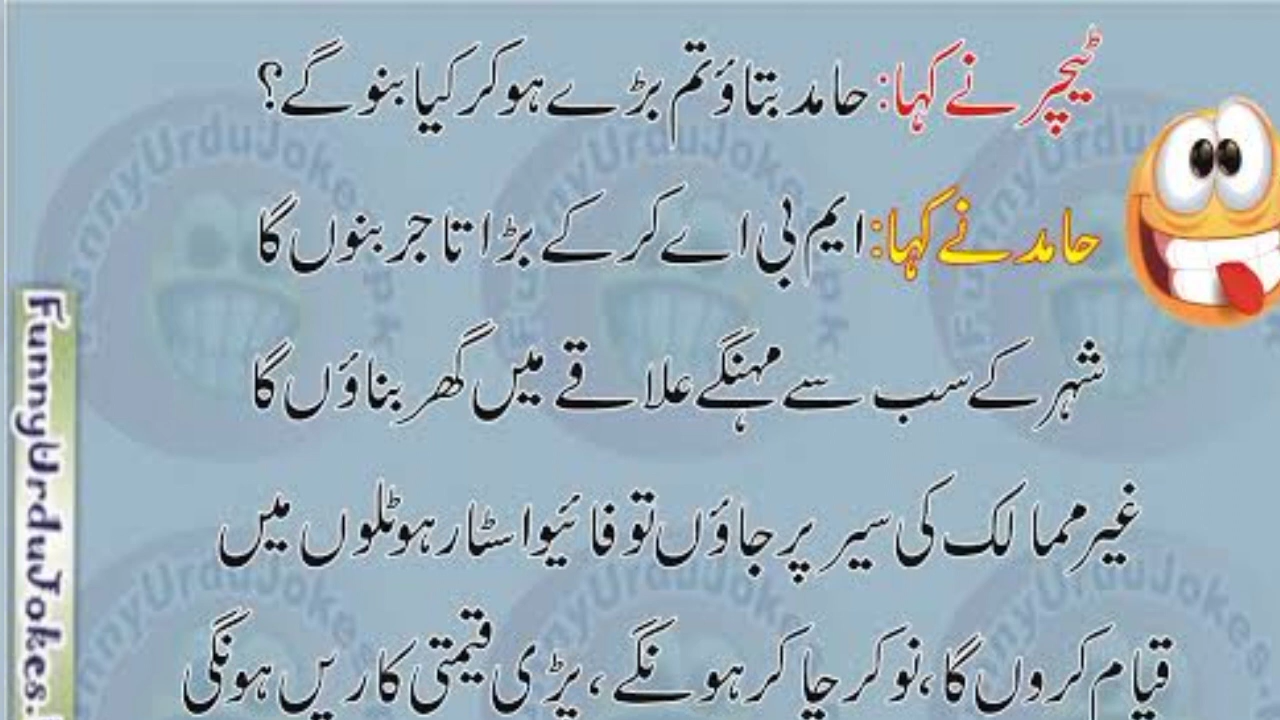 ٹیچر نے کہا: حامد بتاؤ تم بڑے ہو کر کیا بنو گے؟
حامد نے کہا: ایم بی اے کر کے بڑا تاجر بنوں گا
شہر کے سب سے مہنگے علاقے میں گھر بناؤں گا
غیر ممالک کی سیر پر جاؤں تو فائیو اسٹار ہوٹلوں میں
قیام کروں گا، نوکر چاکر ہونگے، بڑی قیمتی کاریں ہونگی
FunnyUrduJokes.